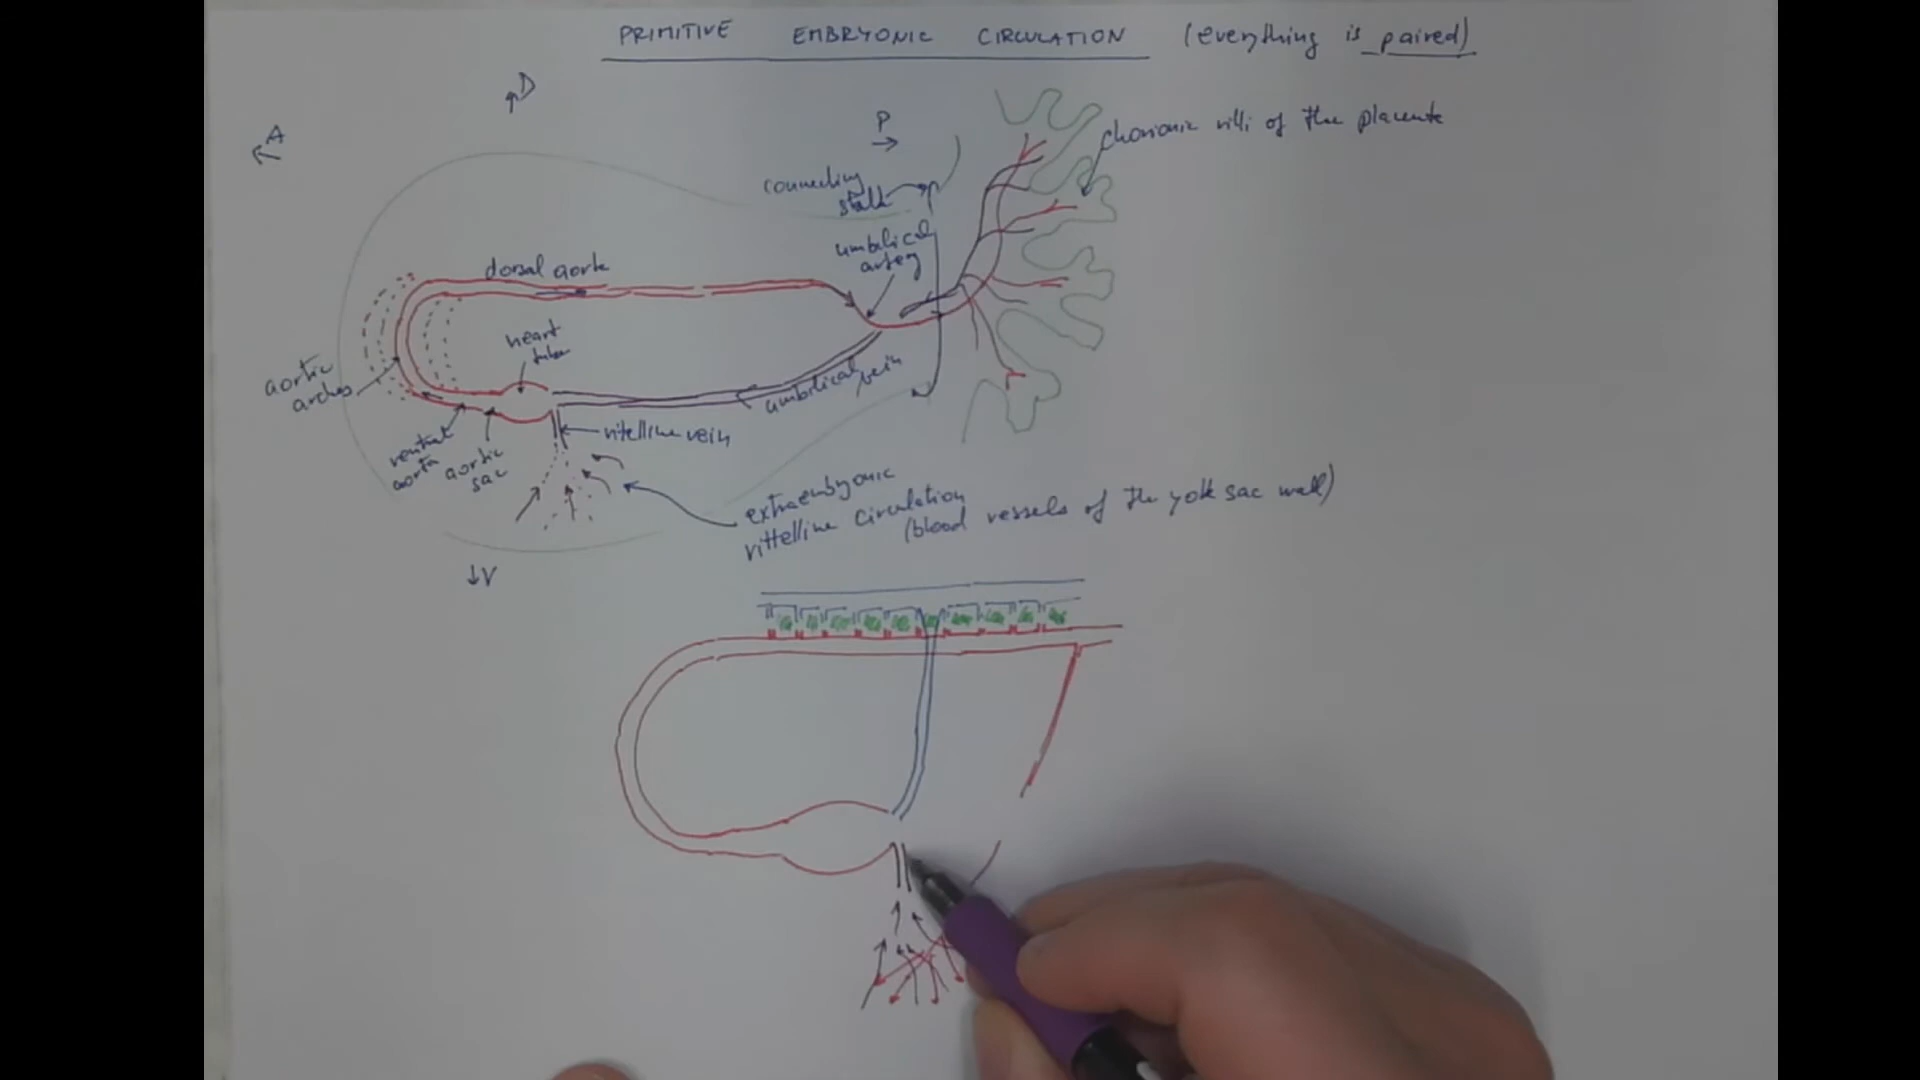 PRIMITIVE EMBRYONIC CIRCULATION (everything is paired)
D
A
P
chorionic villi of the placenta
connecting
stalk
umbilical
artery
dorsal aorta
heart
tube
aortic
arches
umbilical vein
vitelline vein
ventral
aorta
aortic
sac
extraembryonic
vittelline circulation
(blood vessels of the yolk sac wall)
V